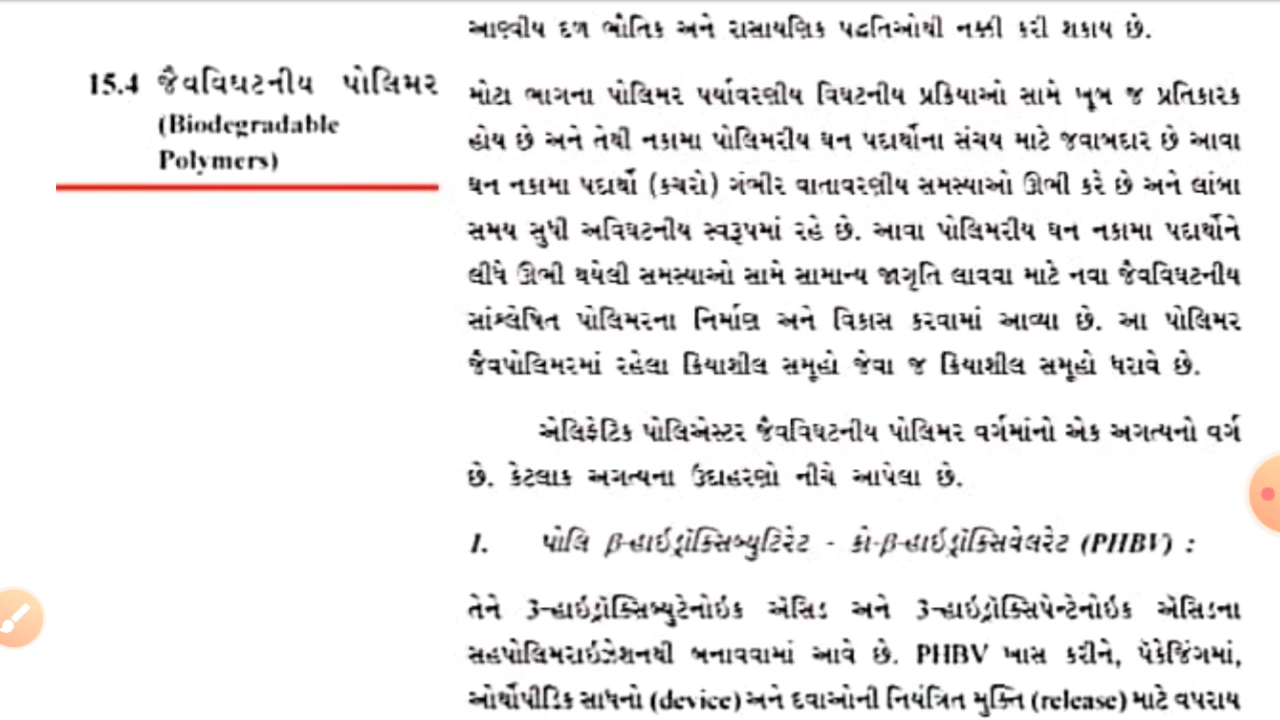 આણ્વીય દળ ભૌતિક અને રાસાયણિક પદ્ધતિઓથી નક્કી કરી શકાય છે.
15.4 જૈવવિઘટનીય પોલિમર
(Biodegradable
Polymers)
મોટા ભાગના પોલિમર પર્યાવરણીય વિઘટનીય પ્રક્રિયાઓ સામે ખૂબ જ પ્રતિકારક
હોય છે અને તેથી નકામા પોલિમરીય ઘન પદાર્થોના સંચય માટે જવાબદાર છે આવા
ઘન નકામા પદાર્થો (કચરો) ગંભીર વાતાવરણીય સમસ્યાઓ ઊભી કરે છે અને લાંબા
સમય સુધી અવિઘટનીય સ્વરૂપમાં રહે છે. આવા પોલિમરીય ઘન નકામા પદાર્થોને
લીધે ઊભી થયેલી સમસ્યાઓ સામે સામાન્ય જાગૃતિ લાવવા માટે નવા જૈવવિઘટનીય
સાંશ્લેષિત પોલિમરના નિર્માણ અને વિકાસ કરવામાં આવ્યા છે. આ પોલિમર
જૈવપોલિમરમાં રહેલા ક્રિયાશીલ સમૂહો જેવા જ ક્રિયાશીલ સમૂહો ધરાવે છે.
એલિફેટિક પોલિએસ્ટર જૈવવિઘટનીય પોલિમર વર્ગમાંનો એક અગત્યનો વર્ગ
છે. કેટલાક અગત્યના ઉદાહરણો નીચે આપેલા છે.
1. પોલિ β-હાઇડ્રૉક્સિબ્યુટિરેટ - કો-β-હાઇડ્રૉક્સિવેલરેટ (PHBV) :
તેને 3-હાઇડ્રૉક્સિબ્યુટેનોઇક ઍસિડ અને 3-હાઇડ્રૉક્સિપેન્ટેનોઇક ઍસિડના
સહપોલિમરાઇઝેશનથી બનાવવામાં આવે છે. PHBV ખાસ કરીને, પૅકેજિંગમાં,
ઓર્થોપીડિક સાધનો (device) અને દવાઓની નિયંત્રિત મુક્તિ (release) માટે વપરાય